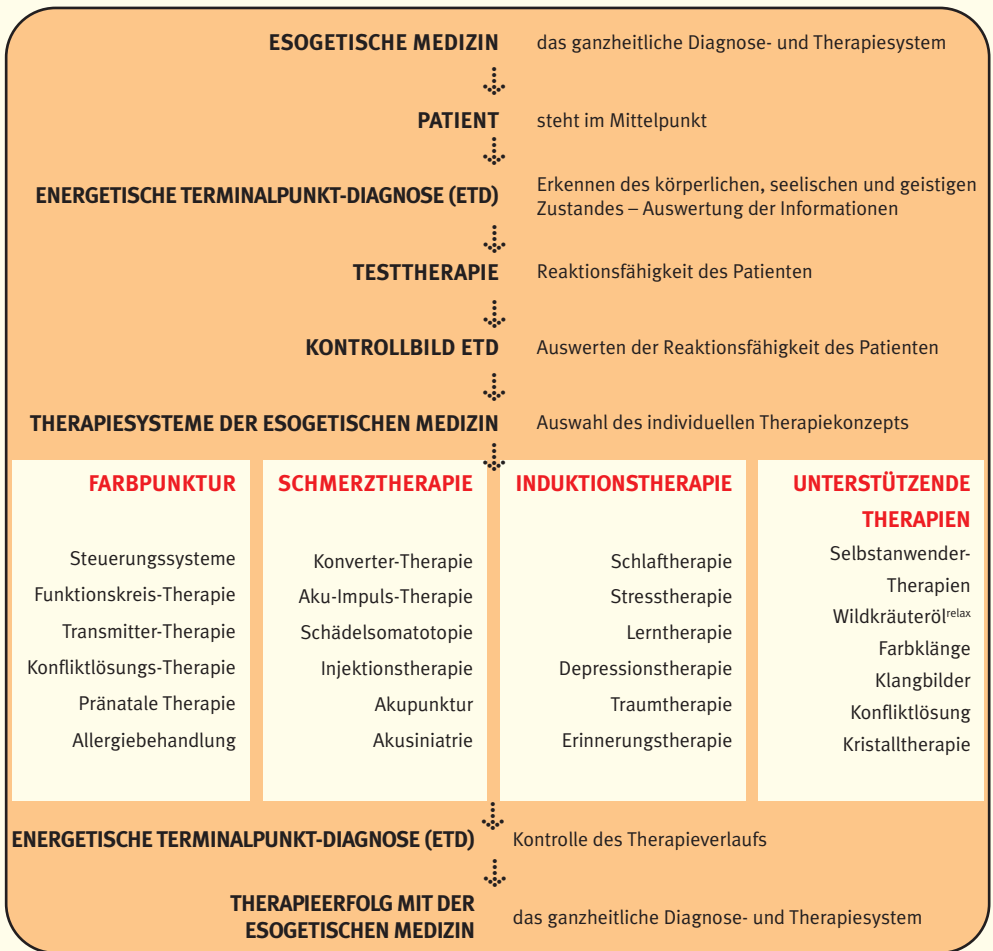 ESOGETISCHE MEDIZIN das ganzheitliche Diagnose- und Therapiesystem
PATIENT steht im Mittelpunkt
ENERGETISCHE TERMINALPUNKT-DIAGNOSE (ETD)
Erkennen des körperlichen, seelischen und geistigen
Zustandes – Auswertung der Informationen
TESTTHERAPIE Reaktionsfähigkeit des Patienten
KONTROLLBILD ETD Auswerten der Reaktionsfähigkeit des Patienten
THERAPIESYSTEME DER ESOGETISCHEN MEDIZIN Auswahl des individuellen Therapiekonzepts
FARBPUNKTUR
Steuerungssysteme
Funktionskreis-Therapie
Transmitter-Therapie
Konfliktlösungs-Therapie
Pränatale Therapie
Allergiebehandlung
SCHMERZTHERAPIE
Konverter-Therapie
Aku-Impuls-Therapie
Schädelsomatotopie
Injektionstherapie
Akupunktur
Akusiniatrie
INDUKTIONSTHERAPIE
Schlaftherapie
Stresstherapie
Lerntherapie
Depressionstherapie
Traumtherapie
Erinnerungstherapie
UNTERSTÜTZENDE
THERAPIEN
Selbstanwender-
Therapien
Wildkräuteröl relax
Farbklänge
Klangbilder
Konfliktlösung
Kristalltherapie
ENERGETISCHE TERMINALPUNKT-DIAGNOSE (ETD) Kontrolle des Therapieverlaufs
THERAPIEERFOLG MIT DER
ESOGETISCHEN MEDIZIN
das ganzheitliche Diagnose- und Therapiesystem